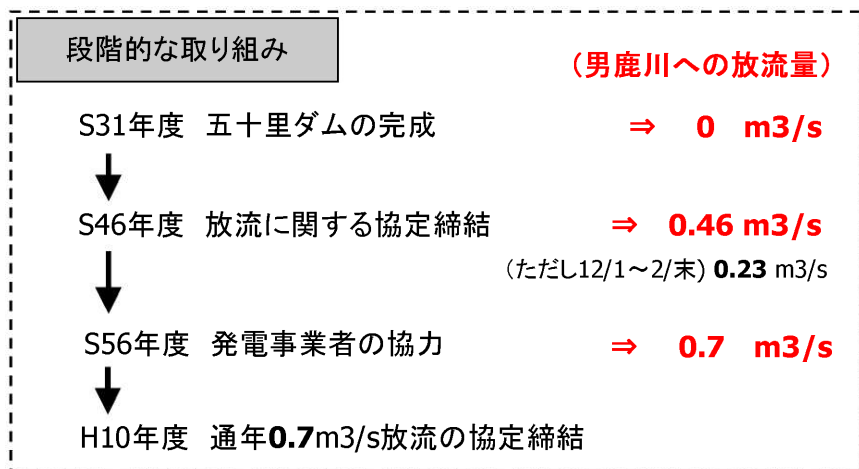 段階的な取り組み
（男鹿川への放流量）
S31年度 五十里ダムの完成 ⇒ 0 m3/s
S46年度 放流に関する協定締結 ⇒ 0.46 m3/s
（ただし12/1～2/末) 0.23 m3/s
S56年度 発電事業者の協力 ⇒ 0.7 m3/s
H10年度 通年0.7m3/s放流の協定締結